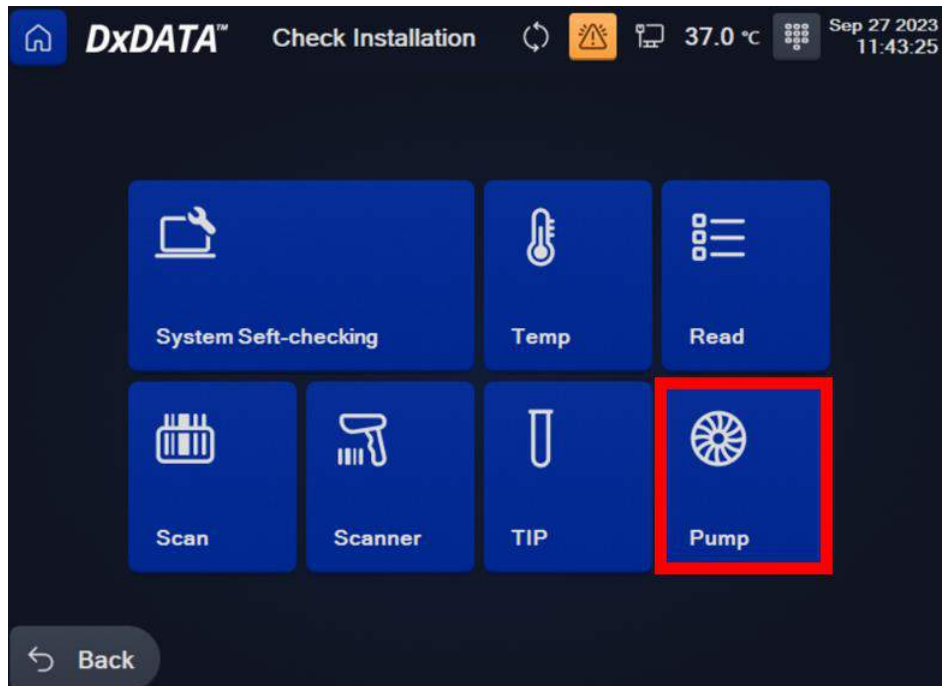 DxDATA™ Check Installation 37.0 °C Sep 27 2023
11:43:25
System Seft-checking Temp Read
Scan Scanner TIP Pump
Back